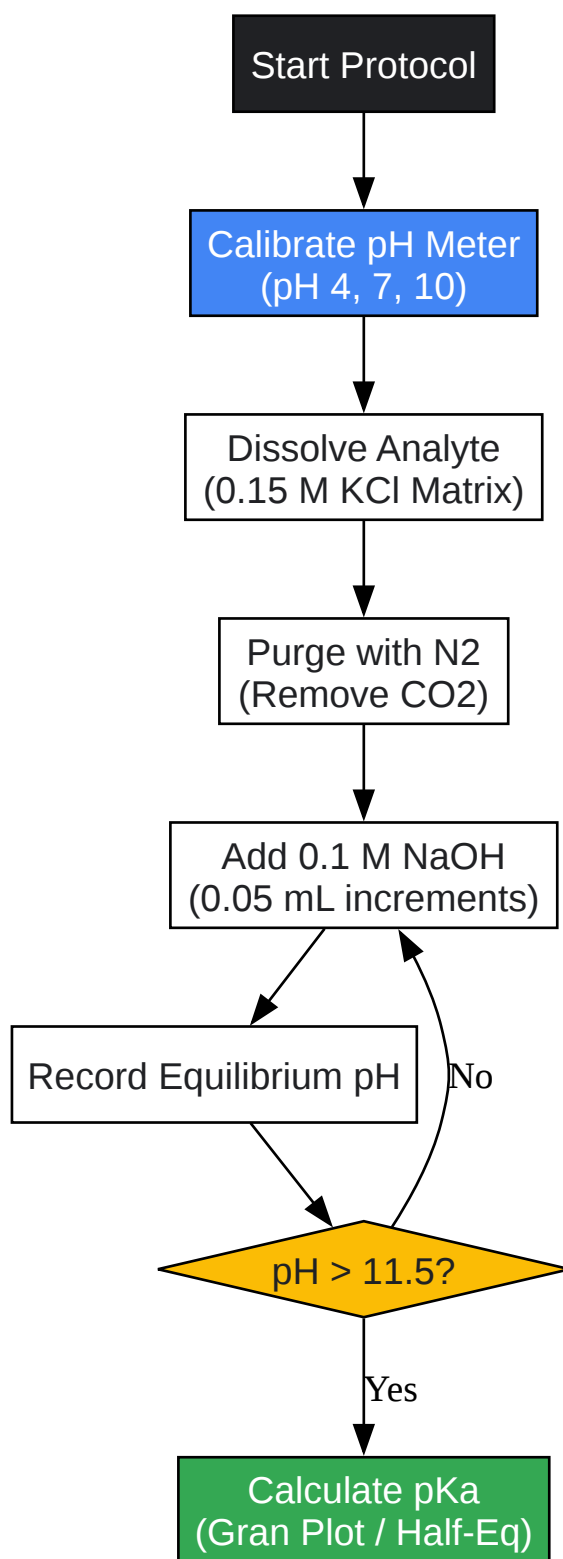 Start Protocol
Calibrate pH Meter
(pH 4, 7, 10)
Dissolve Analyte
(0.15 M KCl Matrix)
Purge with N2
(Remove CO2)
Add 0.1 M NaOH
(0.05 mL increments)
Record Equilibrium pH
No
pH > 11.5?
Yes
Calculate pKa
(Gran Plot / Half-Eq)